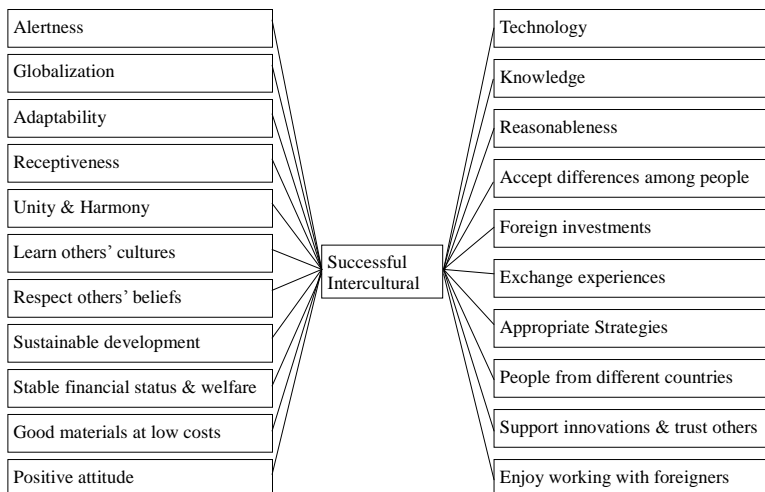 Alertness
Globalization
Adaptability
Receptiveness
Unity & Harmony
Learn others’ cultures
Respect others’ beliefs
Sustainable development
Stable financial status & welfare
Good materials at low costs
Positive attitude
Successful
Intercultural
Technology
Knowledge
Reasonableness
Accept differences among people
Foreign investments
Exchange experiences
Appropriate Strategies
People from different countries
Support innovations & trust others
Enjoy working with foreigners